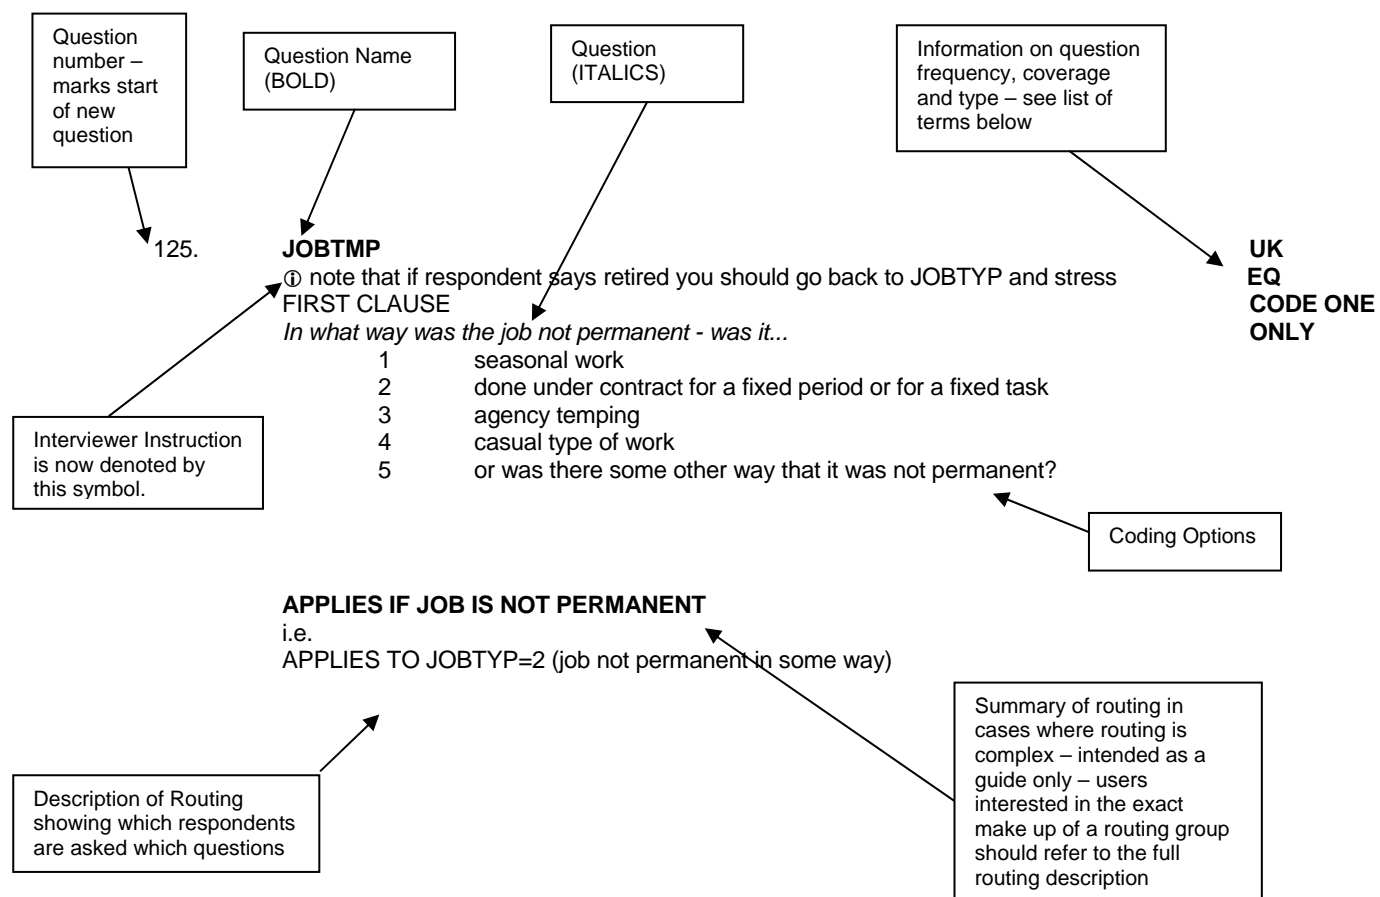 Question
number –
marks start
of new
question
Question Name
(BOLD)
Question
(ITALICS)
Information on question
frequency, coverage
and type – see list of
terms below
125.
JOBTMP
ⓘ note that if respondent says retired you should go back to JOBTYP and stress
FIRST CLAUSE
In what way was the job not permanent - was it...
1 seasonal work
2 done under contract for a fixed period or for a fixed task
3 agency temping
4 casual type of work
5 or was there some other way that it was not permanent?
UK
EQ
CODE ONE
ONLY
Interviewer Instruction
is now denoted by
this symbol.
Coding Options
APPLIES IF JOB IS NOT PERMANENT
i.e.
APPLIES TO JOBTYP=2 (job not permanent in some way)
Description of Routing
showing which respondents
are asked which questions
Summary of routing in
cases where routing is
complex – intended as a
guide only – users
interested in the exact
make up of a routing group
should refer to the full
routing description